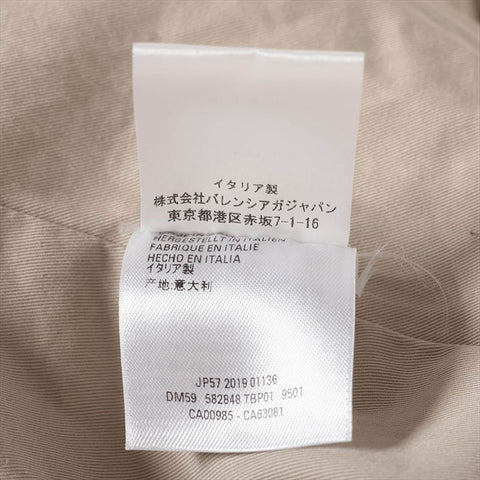 イタリア製
株式会社バレンシアガジャパン
東京都港区赤坂7-1-16
HERGESTELLT IN ITALIEN
FABRIQUE EN ITALIE
HECHO EN ITALIA
イタリア製
产地:意大利
JP57 2019 01136
DM59 582848 TBP01 9501
CA00985 - CA63081